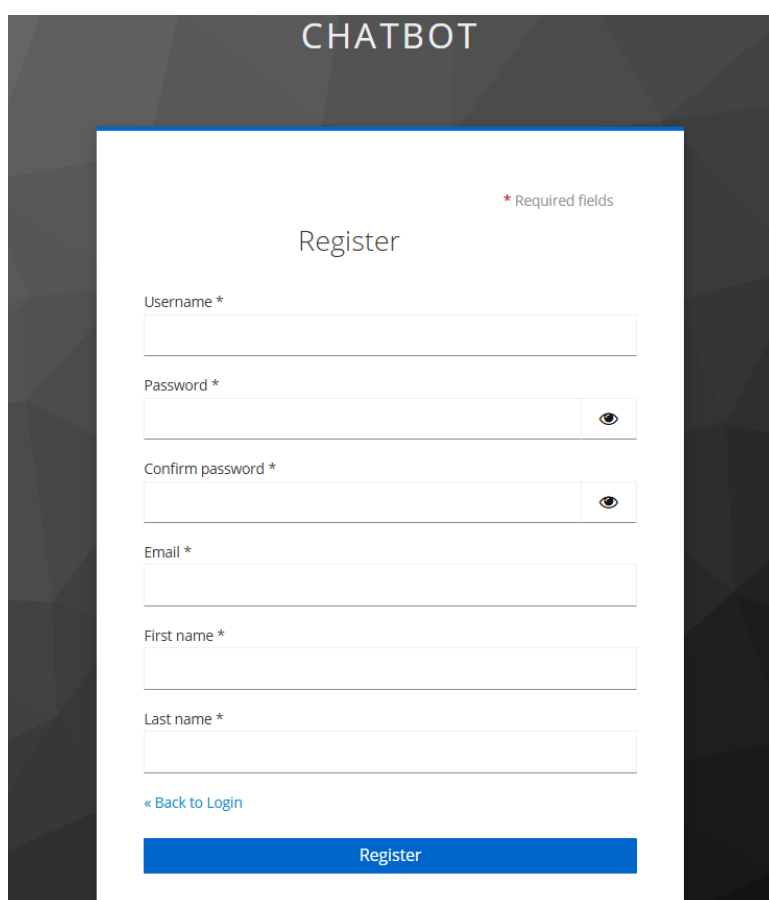 CHATBOT
* Required fields
Register
Username *
Password *
Confirm password *
Email *
First name *
Last name *
« Back to Login
Register